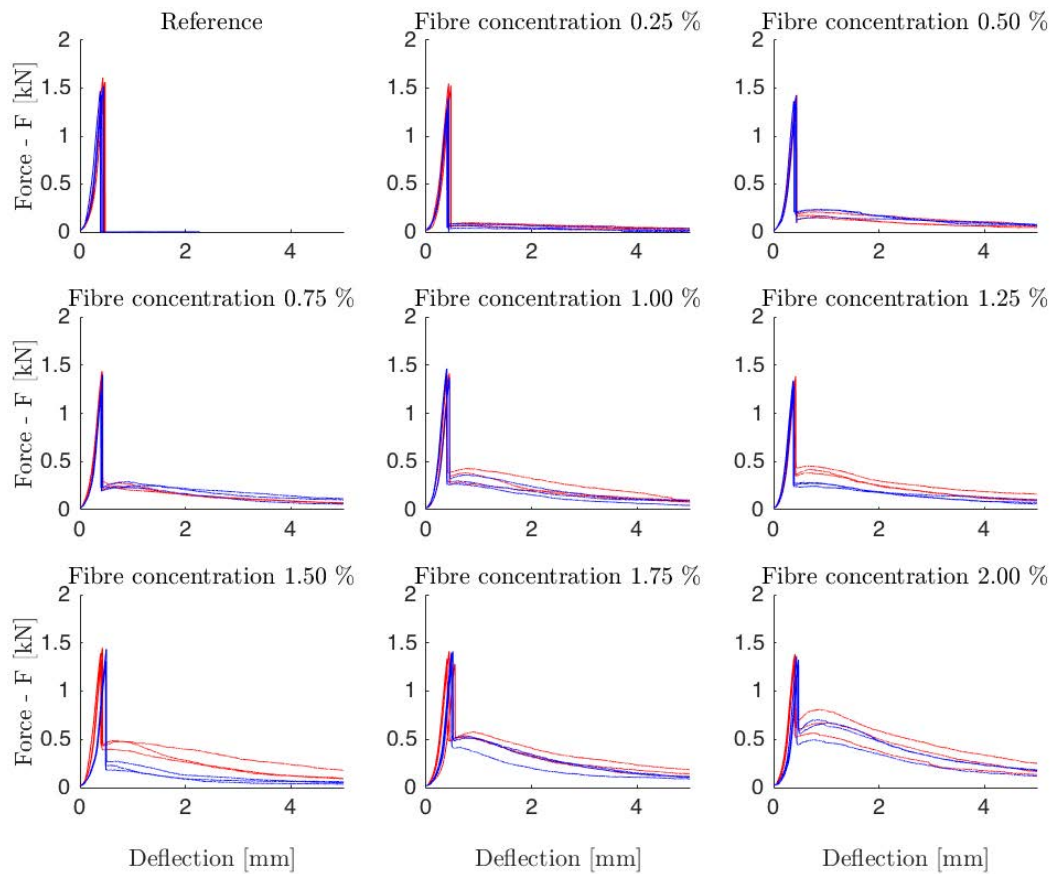 Reference
Fibre concentration 0.25 %
Fibre concentration 0.50 %
Force - F [kN]
2
1.5
1
0.5
0
0 2 4
2
1.5
1
0.5
0
0 2 4
2
1.5
1
0.5
0
0 2 4
Fibre concentration 0.75 %
Fibre concentration 1.00 %
Fibre concentration 1.25 %
Force - F [kN]
2
1.5
1
0.5
0
0 2 4
2
1.5
1
0.5
0
0 2 4
2
1.5
1
0.5
0
0 2 4
Fibre concentration 1.50 %
Fibre concentration 1.75 %
Fibre concentration 2.00 %
Force - F [kN]
2
1.5
1
0.5
0
0 2 4
2
1.5
1
0.5
0
0 2 4
2
1.5
1
0.5
0
0 2 4
Deflection [mm]
Deflection [mm]
Deflection [mm]